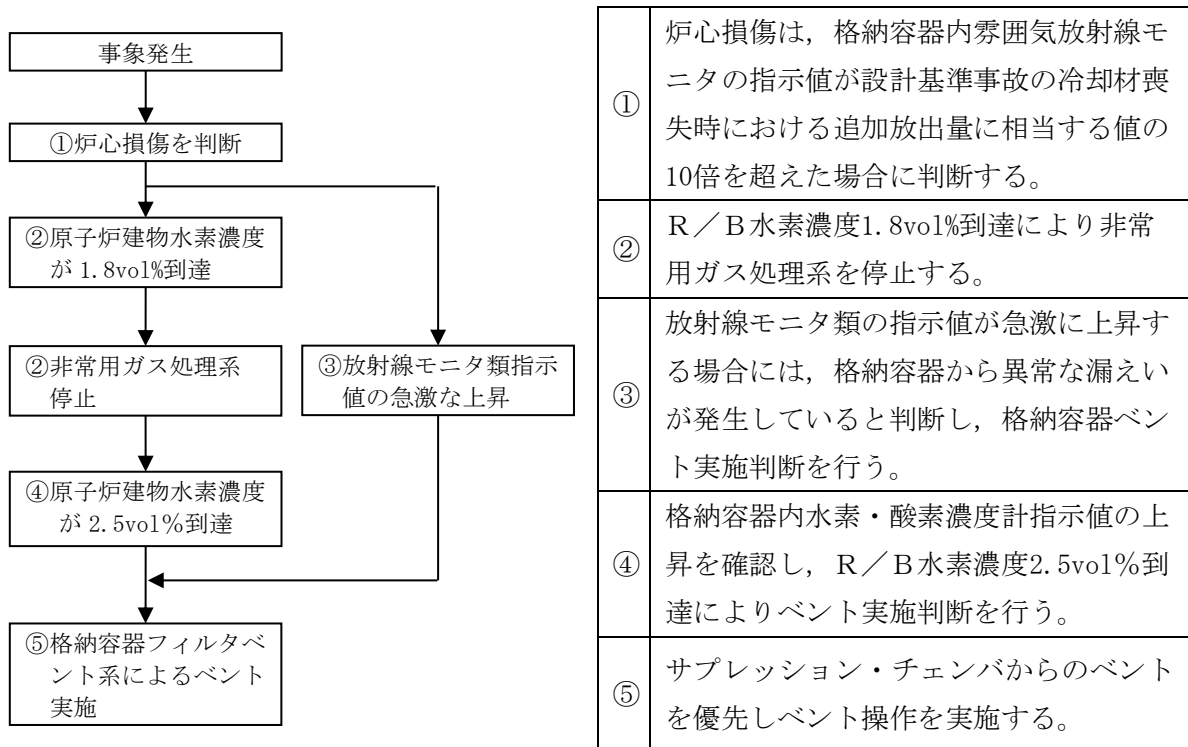 事象発生
①炉心損傷を判断
②原子炉建物水素濃度
が 1.8vol%到達
②非常用ガス処理系
停止
③放射線モニタ類指示
値の急激な上昇
④原子炉建物水素濃度
が 2.5vol％到達
⑤格納容器フィルタベ
ント系によるベント
実施
①
炉心損傷は，格納容器内雰囲気放射線モ
ニタの指示値が設計基準事故の冷却材喪
失時における追加放出量に相当する値の
10倍を超えた場合に判断する。
②
Ｒ／Ｂ水素濃度1.8vol%到達により非常
用ガス処理系を停止する。
③
放射線モニタ類の指示値が急激に上昇す
る場合には，格納容器から異常な漏えい
が発生していると判断し，格納容器ベン
ト実施判断を行う。
④
格納容器内水素・酸素濃度計指示値の上
昇を確認し，Ｒ／Ｂ水素濃度2.5vol％到
達によりベント実施判断を行う。
⑤
サプレッション・チェンバからのベント
を優先しベント操作を実施する。